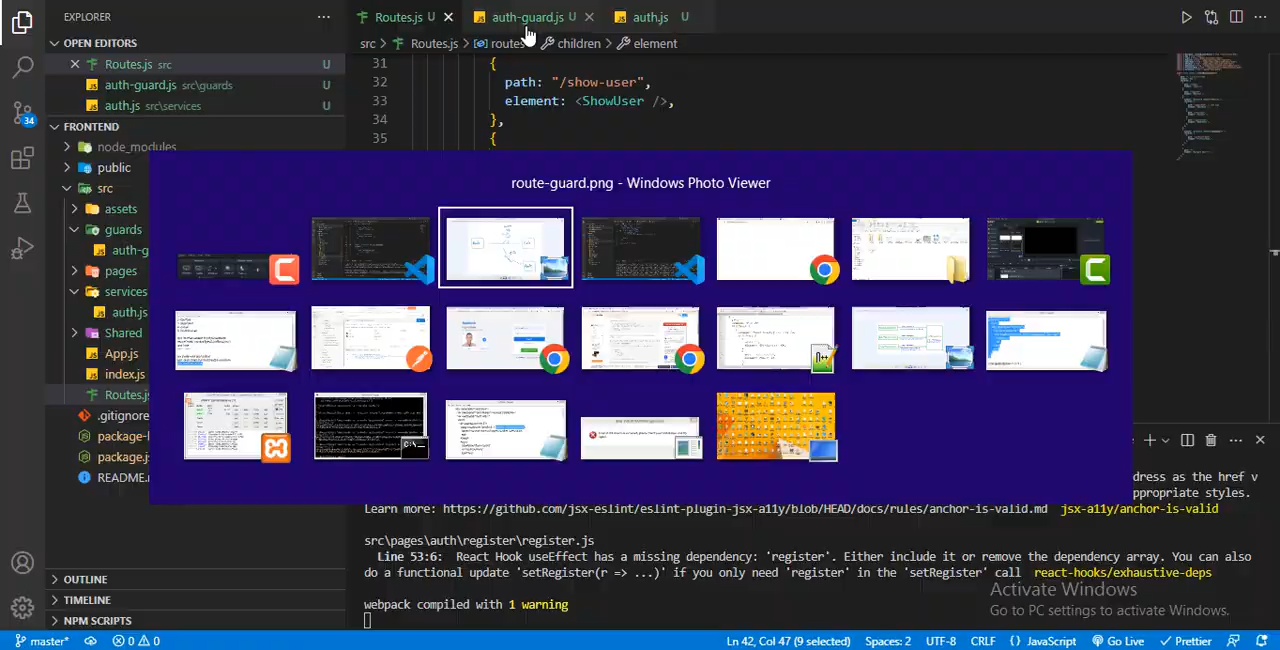 EXPLORER
Routes.js U
auth-guard.js U
auth.js U
OPEN EDITORS
src > Routes.js > routes > children > element
Routes.js src U
auth-guard.js src\guards U
auth.js src\services U
FRONTEND
node_modules
public
src
assets
guards
auth-g
pages
services
auth.js
Shared
App.js
index.js
Routes.js
.gitignore
package-l
package.js
README.m
OUTLINE
TIMELINE
NPM SCRIPTS
31 {
32 path: "/show-user",
33 element: <ShowUser />,
34 },
35 {
route-guard.png - Windows Photo Viewer
dress as the href v
ppropriate styles.
Learn more: https://github.com/jsx-eslint/eslint-plugin-jsx-a11y/blob/HEAD/docs/rules/anchor-is-valid.md jsx-a11y/anchor-is-valid
src\pages\auth\register\register.js
Line 53:6: React Hook useEffect has a missing dependency: 'register'. Either include it or remove the dependency array. You can also
do a functional update 'setRegister(r => ...)' if you only need 'register' in the 'setRegister' call react-hooks/exhaustive-deps
webpack compiled with 1 warning
Activate Windows
Go to PC settings to activate Windows.
34
master*
0 0
Ln 42, Col 47 (9 selected)
Spaces: 2
UTF-8
CRLF
{} JavaScript
Go Live
Prettier